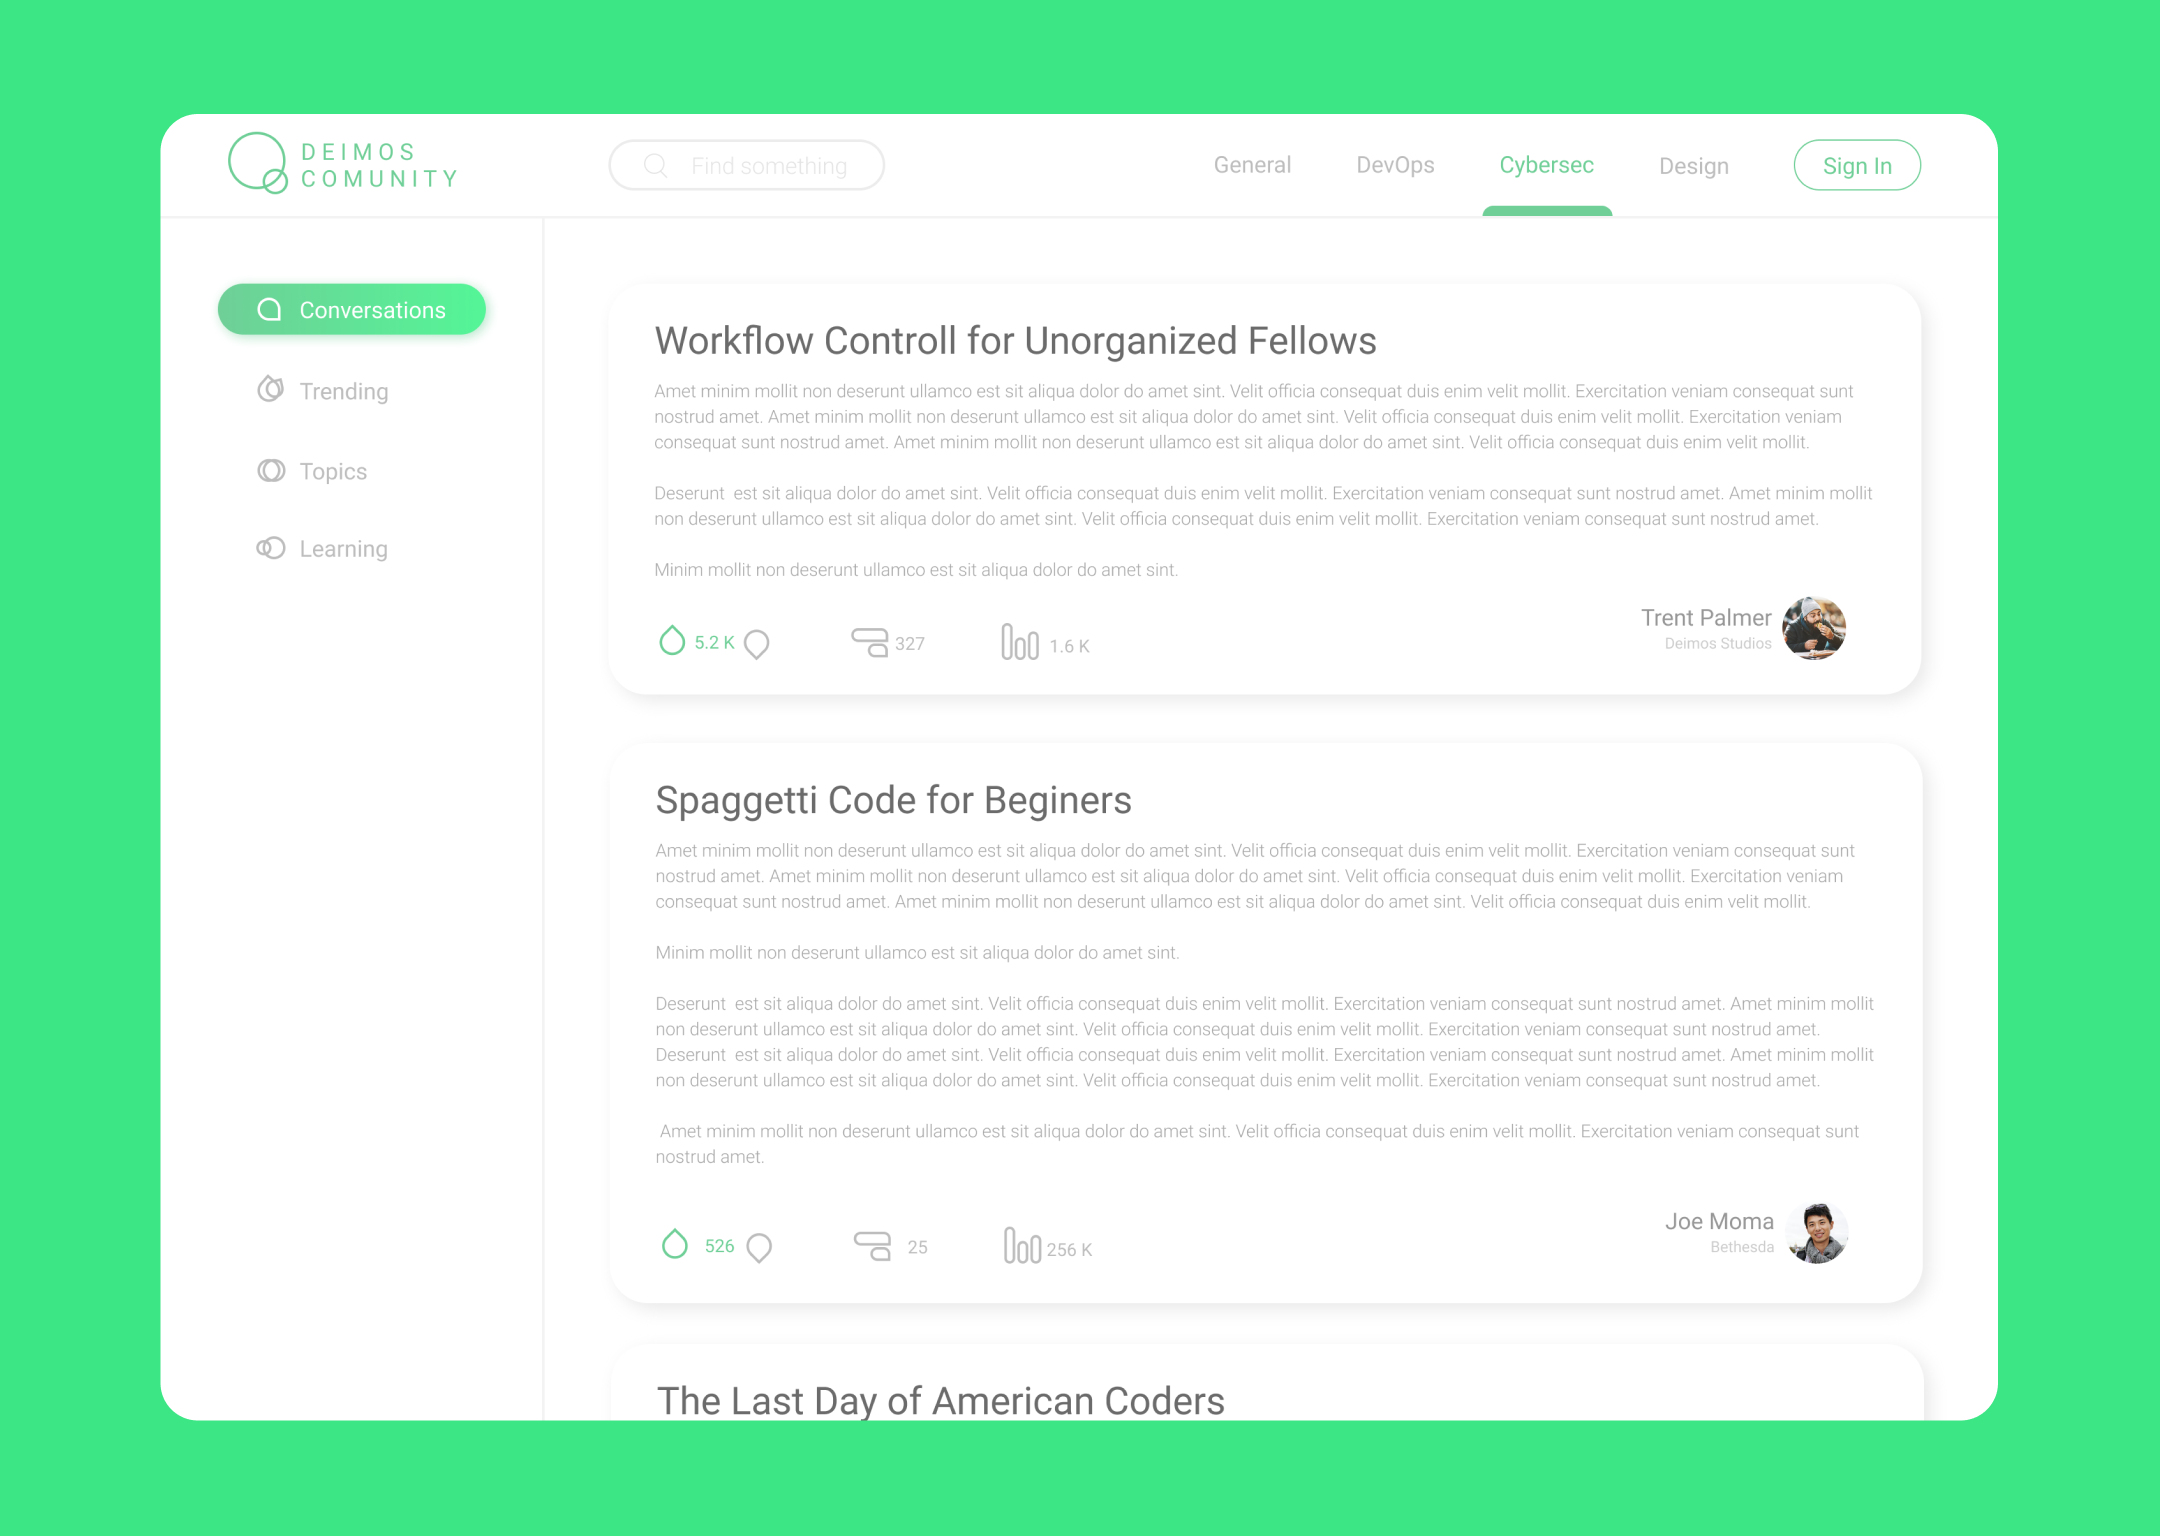 DEIMOS
COMUNITY
Find something
General
DevOps
Cybersec
Design
Sign In
Conversations
Trending
Topics
Learning
Workflow Controll for Unorganized Fellows
Amet minim mollit non deserunt ullamco est sit aliqua dolor do amet sint. Velit officia consequat duis enim velit mollit. Exercitation veniam consequat sunt
nostrud amet. Amet minim mollit non deserunt ullamco est sit aliqua dolor do amet sint. Velit officia consequat duis enim velit mollit. Exercitation veniam
consequat sunt nostrud amet. Amet minim mollit non deserunt ullamco est sit aliqua dolor do amet sint. Velit officia consequat duis enim velit mollit.
Deserunt  est sit aliqua dolor do amet sint. Velit officia consequat duis enim velit mollit. Exercitation veniam consequat sunt nostrud amet. Amet minim mollit
non deserunt ullamco est sit aliqua dolor do amet sint. Velit officia consequat duis enim velit mollit. Exercitation veniam consequat sunt nostrud amet.
Minim mollit non deserunt ullamco est sit aliqua dolor do amet sint.
5.2 K
327
1.6 K
Trent Palmer
Deimos Studios
Spaggetti Code for Beginers
Amet minim mollit non deserunt ullamco est sit aliqua dolor do amet sint. Velit officia consequat duis enim velit mollit. Exercitation veniam consequat sunt
nostrud amet. Amet minim mollit non deserunt ullamco est sit aliqua dolor do amet sint. Velit officia consequat duis enim velit mollit. Exercitation veniam
consequat sunt nostrud amet. Amet minim mollit non deserunt ullamco est sit aliqua dolor do amet sint. Velit officia consequat duis enim velit mollit.
Minim mollit non deserunt ullamco est sit aliqua dolor do amet sint.
Deserunt  est sit aliqua dolor do amet sint. Velit officia consequat duis enim velit mollit. Exercitation veniam consequat sunt nostrud amet. Amet minim mollit
non deserunt ullamco est sit aliqua dolor do amet sint. Velit officia consequat duis enim velit mollit. Exercitation veniam consequat sunt nostrud amet.
Deserunt  est sit aliqua dolor do amet sint. Velit officia consequat duis enim velit mollit. Exercitation veniam consequat sunt nostrud amet. Amet minim mollit
non deserunt ullamco est sit aliqua dolor do amet sint. Velit officia consequat duis enim velit mollit. Exercitation veniam consequat sunt nostrud amet.
Amet minim mollit non deserunt ullamco est sit aliqua dolor do amet sint. Velit officia consequat duis enim velit mollit. Exercitation veniam consequat sunt
nostrud amet.
526
25
256 K
Joe Moma
Bethesda
The Last Day of American Coders